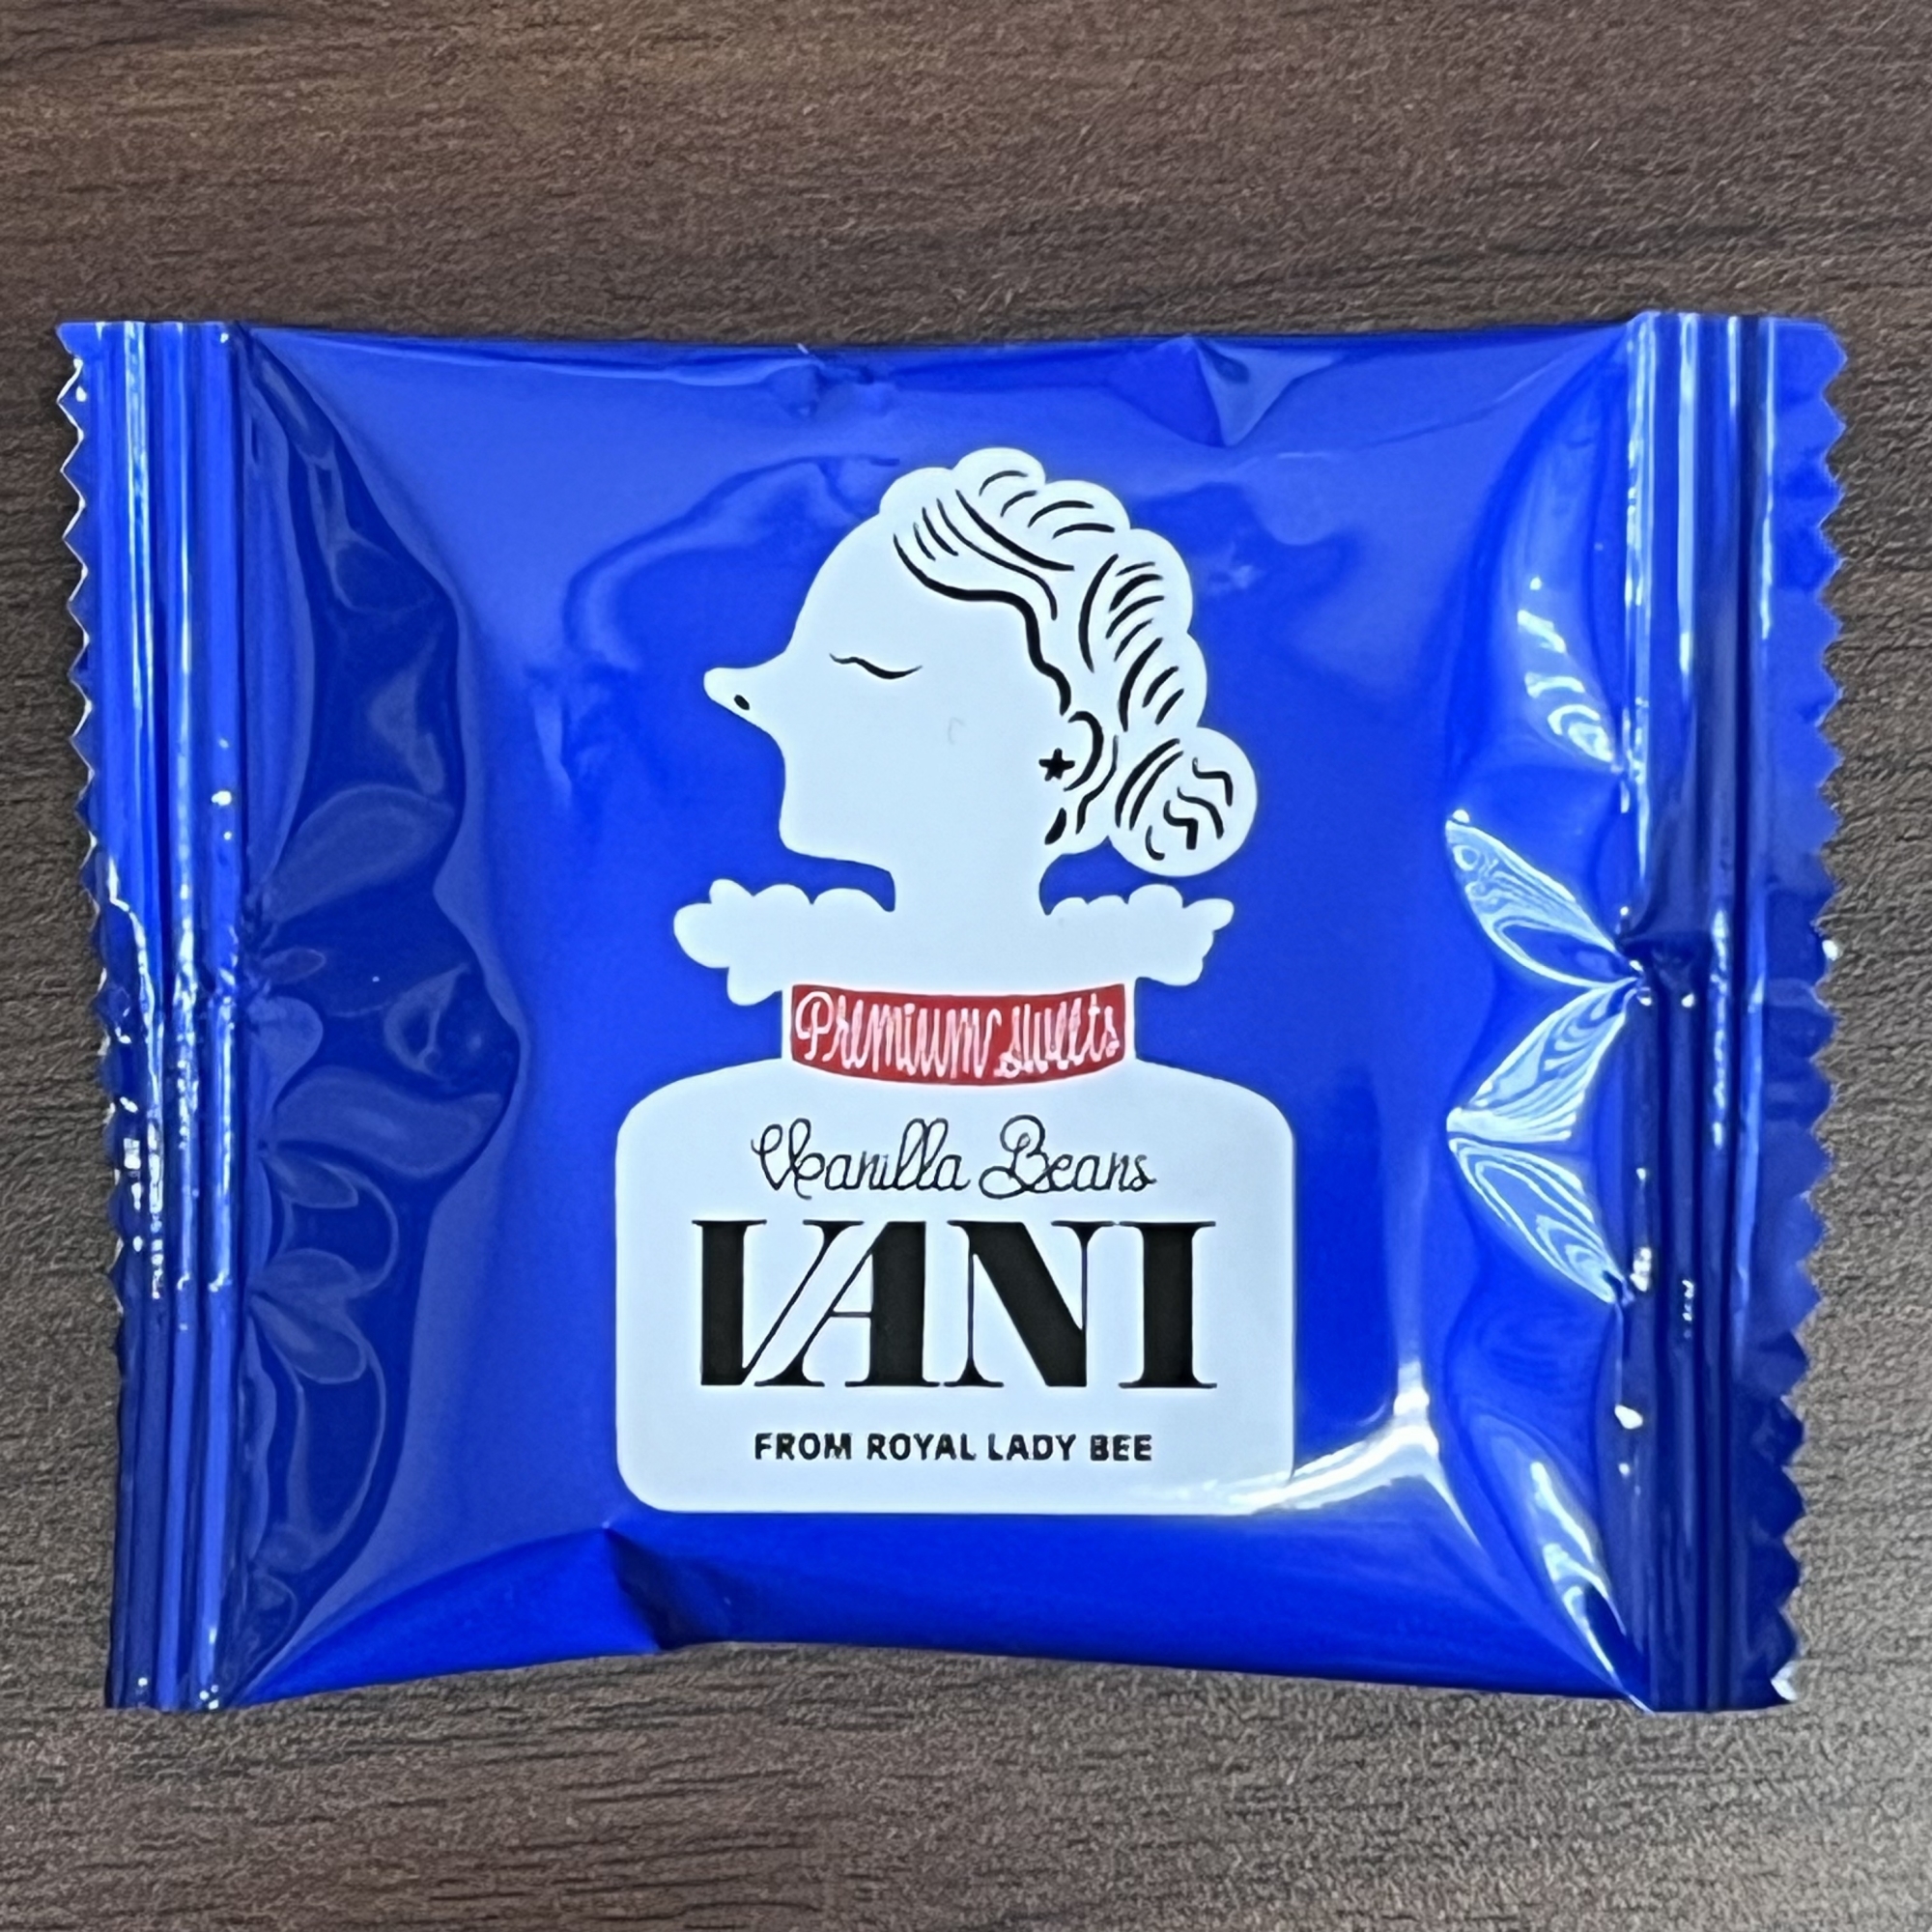 Premium sweets
Vanilla Beans
VANI
FROM ROYAL LADY BEE